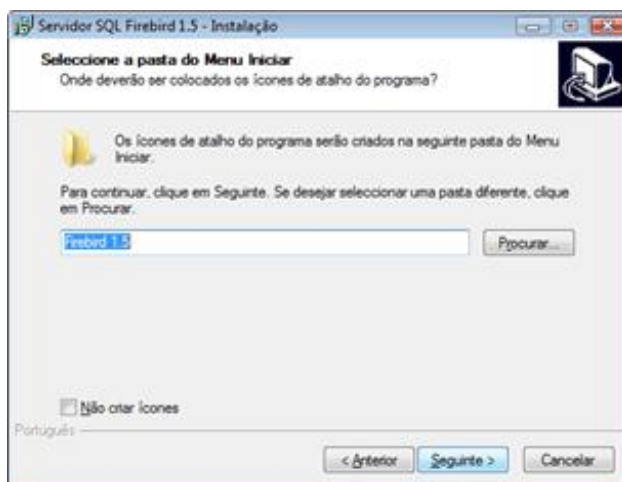 Servidor SQL Firebird 1.5 - Instalação
Seleccione a pasta do Menu Iniciar
Onde deverão ser colocados os ícones de atalho do programa?
Os ícones de atalho do programa serão criados na seguinte pasta do Menu
Iniciar.
Para continuar, clique em Seguinte. Se desejar seleccionar uma pasta diferente, clique
em Procurar.
Firebird 1.5
Procurar...
Não criar ícones
Português
< Anterior
Seguinte >
Cancelar